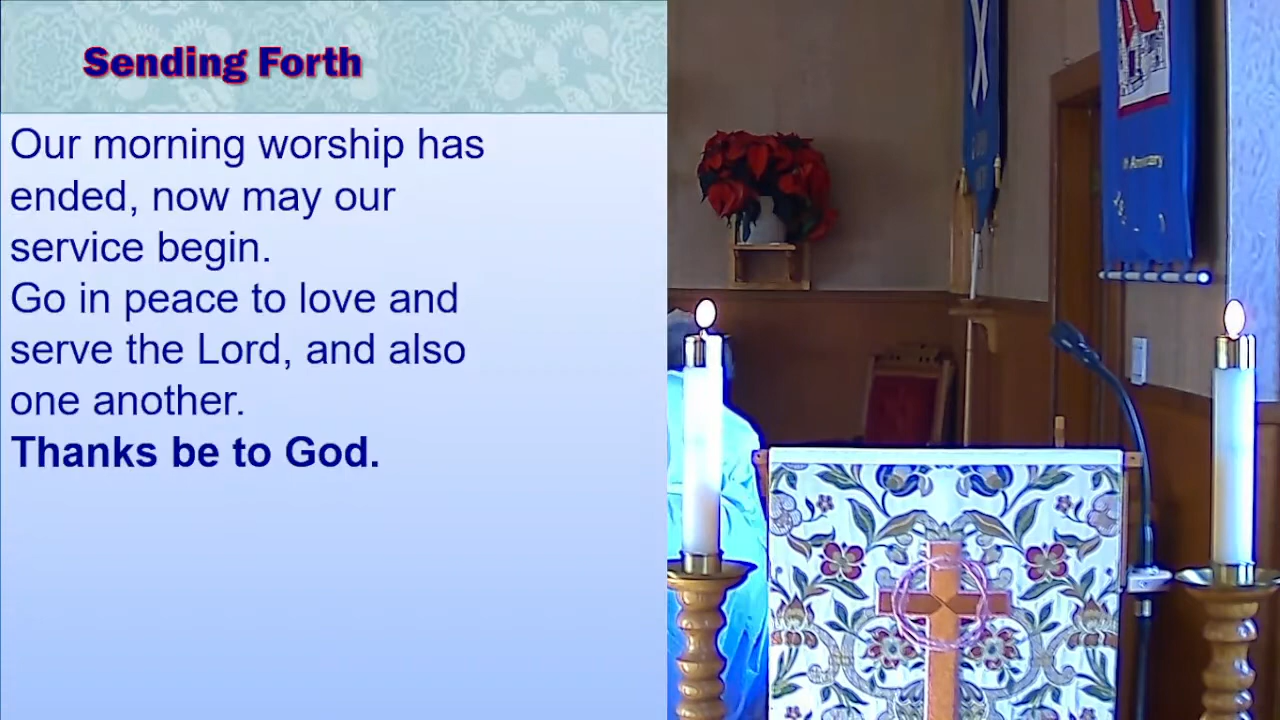 Sending Forth
Our morning worship has
ended, now may our
service begin.
Go in peace to love and
serve the Lord, and also
one another.
Thanks be to God.